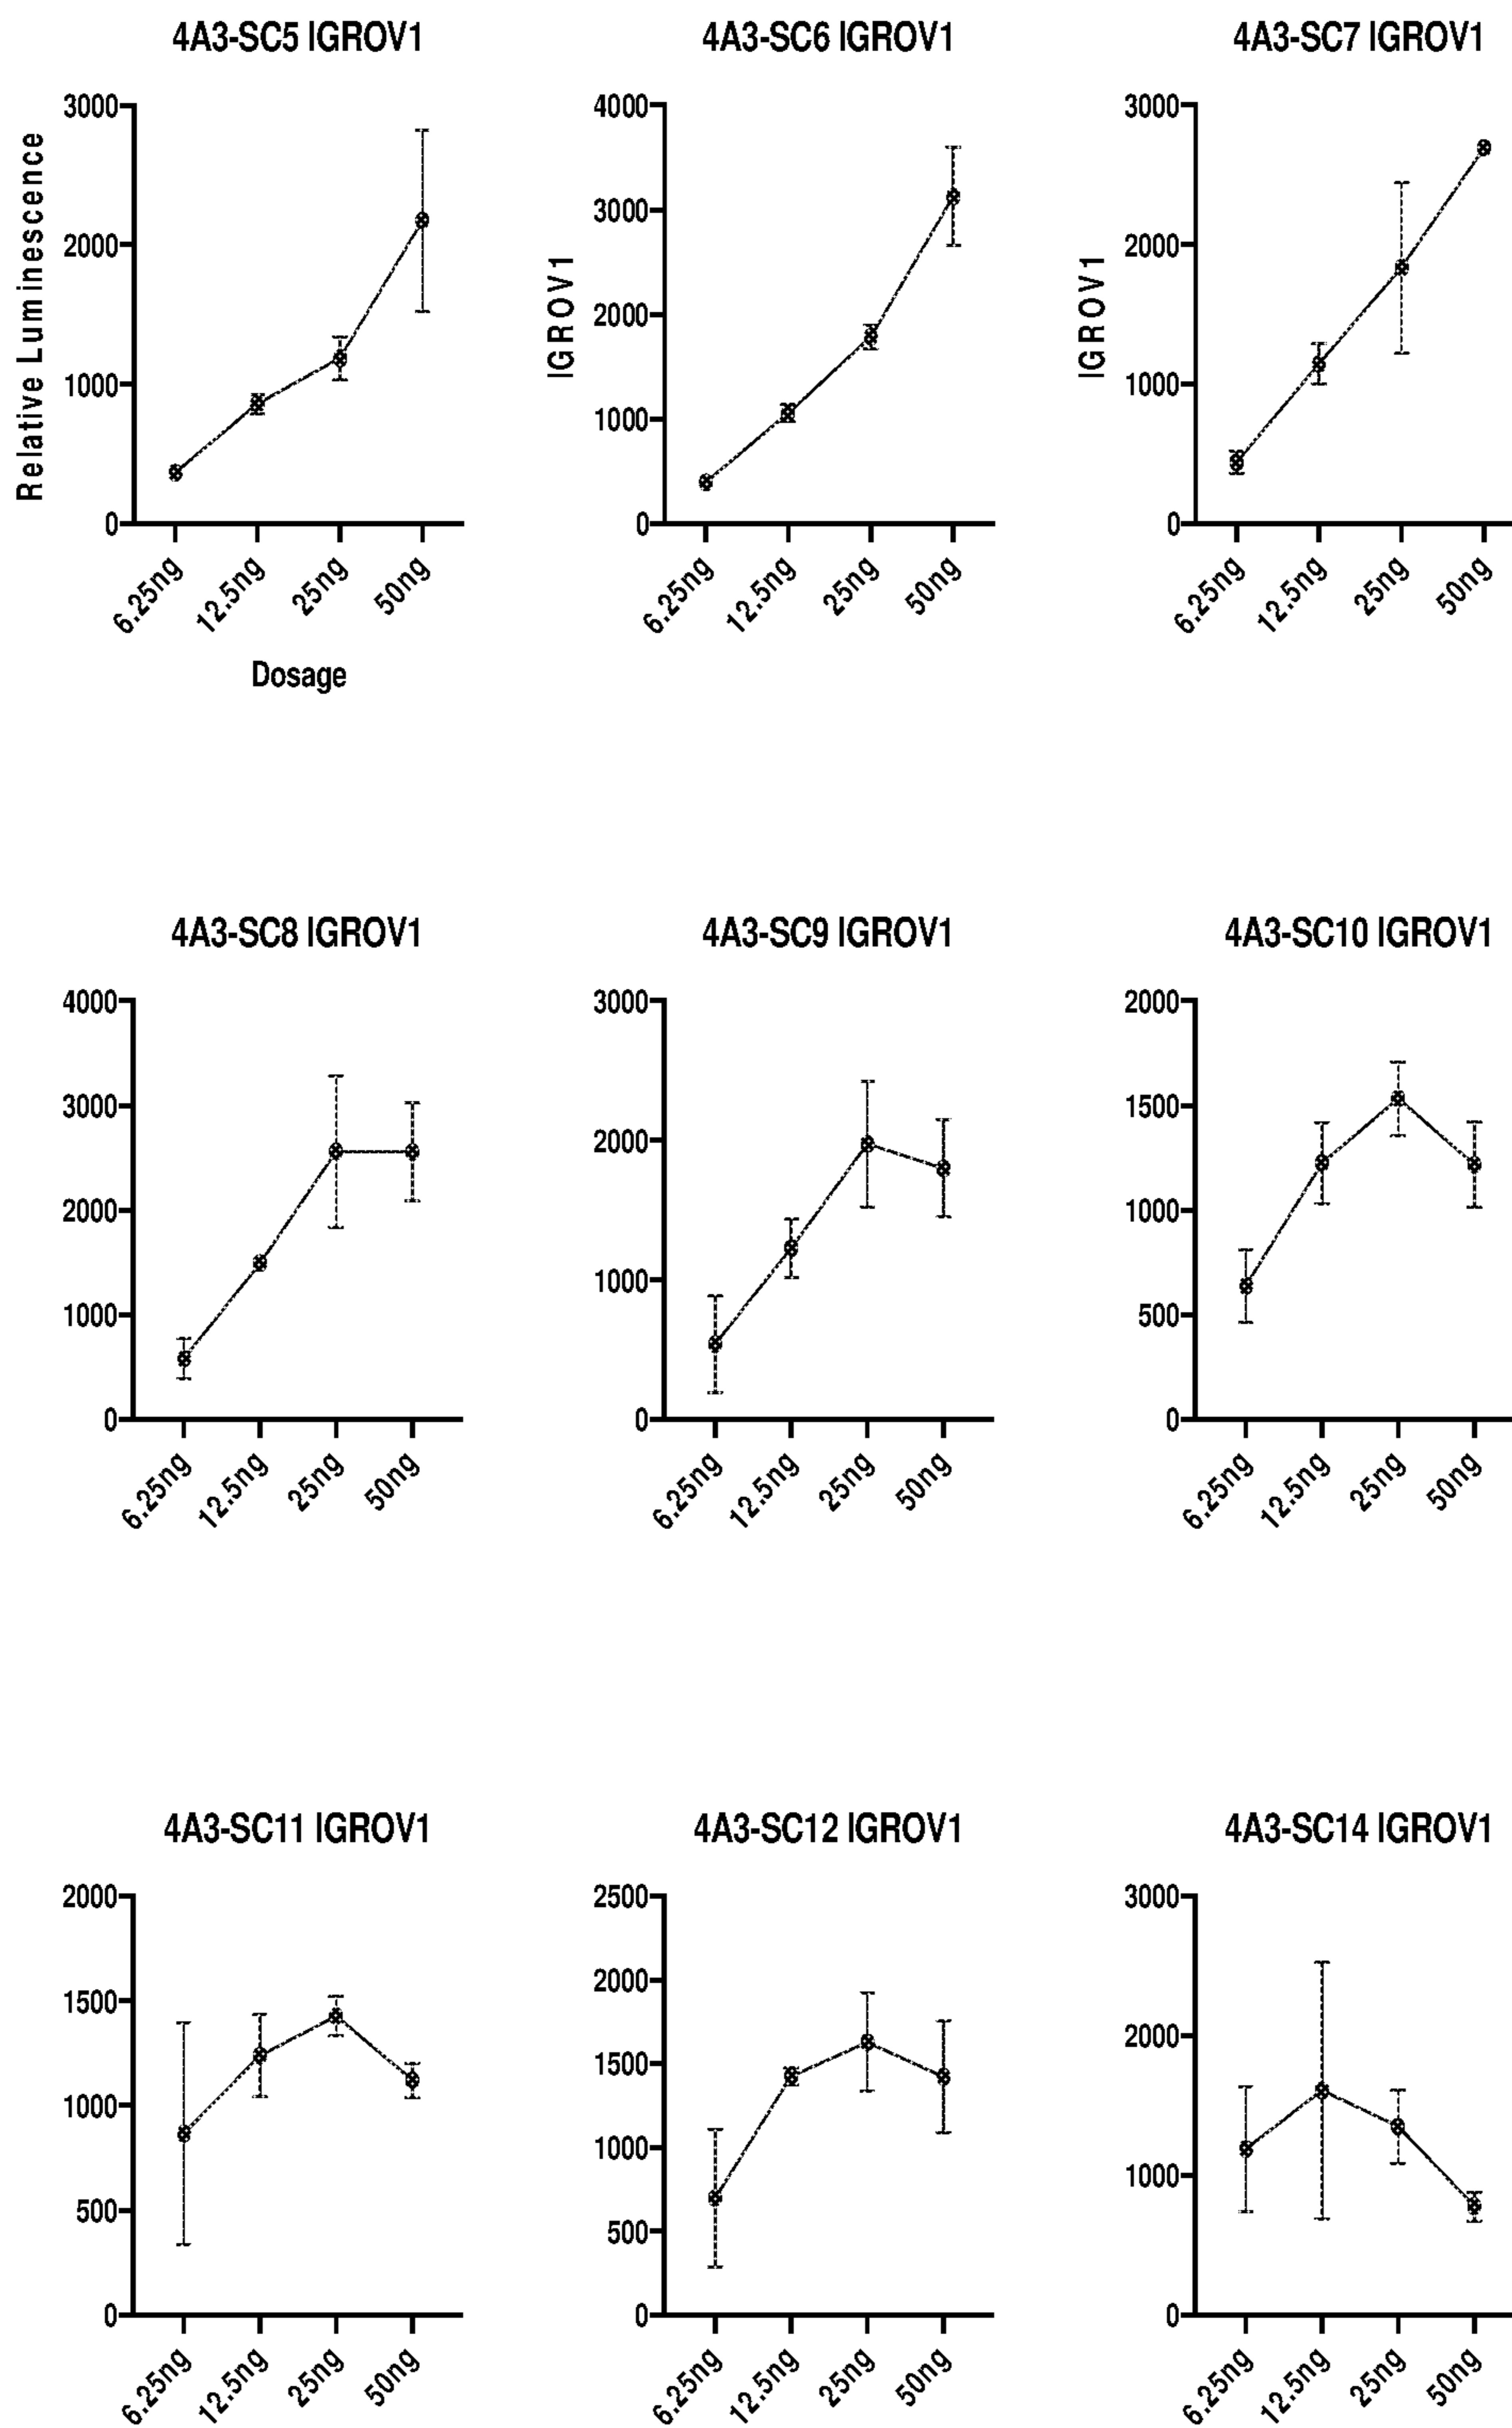 4A3-SC5 IGROV1
Relative Luminescence
3000
2000
1000
0
6.25ng
12.5ng
25ng
50ng
Dosage
4A3-SC6 IGROV1
IGROV1
4000
3000
2000
1000
0
6.25ng
12.5ng
25ng
50ng
4A3-SC7 IGROV1
IGROV1
3000
2000
1000
0
6.25ng
12.5ng
25ng
50ng
4A3-SC8 IGROV1
4000
3000
2000
1000
0
6.25ng
12.5ng
25ng
50ng
4A3-SC9 IGROV1
3000
2000
1000
0
6.25ng
12.5ng
25ng
50ng
4A3-SC10 IGROV1
2000
1500
1000
500
0
6.25ng
12.5ng
25ng
50ng
4A3-SC11 IGROV1
2000
1500
1000
500
0
6.25ng
12.5ng
25ng
50ng
4A3-SC12 IGROV1
2500
2000
1500
1000
500
0
6.25ng
12.5ng
25ng
50ng
4A3-SC14 IGROV1
3000
2000
1000
0
6.25ng
12.5ng
25ng
50ng